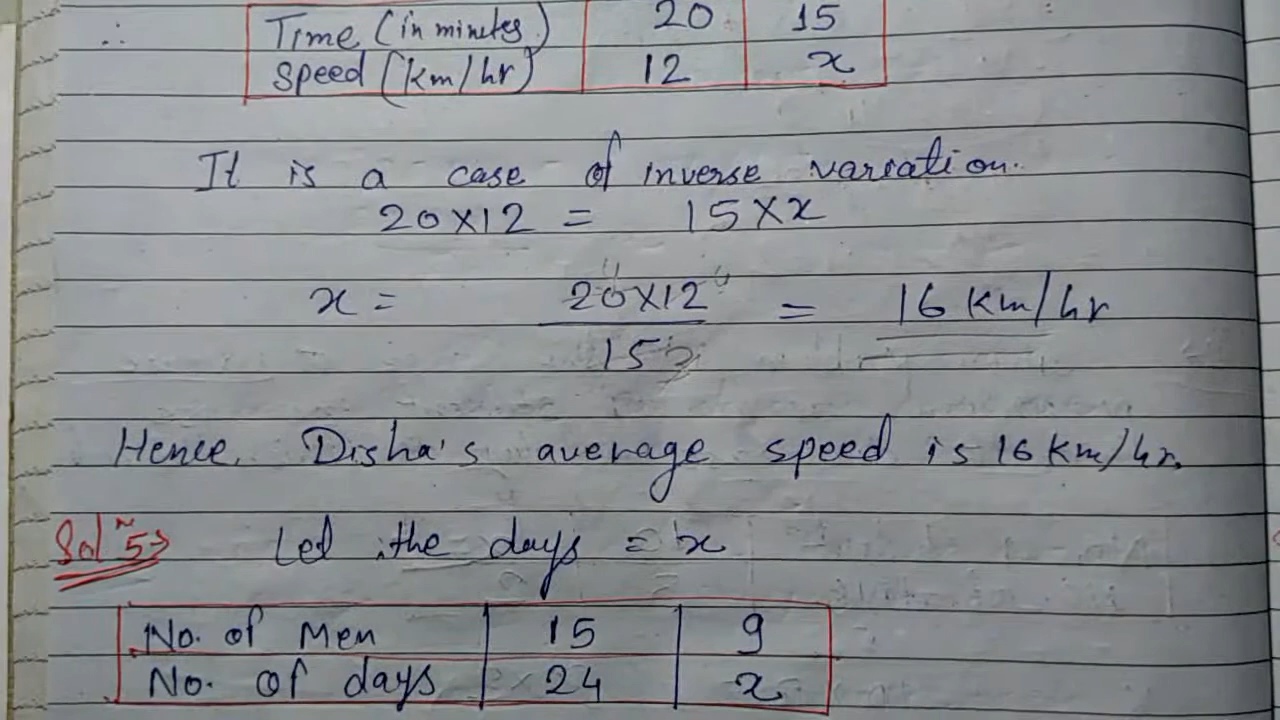 ∴ Time (in minutes) 20 15
Speed (km/hr) 12 x
It is a case of inverse variation.
20×12 = 15×x
x = 20×12 = 16 km/hr
15
Hence, Disha's average speed is 16 km/hr.
Solⁿ 5→ Let the days = x
No. of Men 15 9
No. of days 24 x